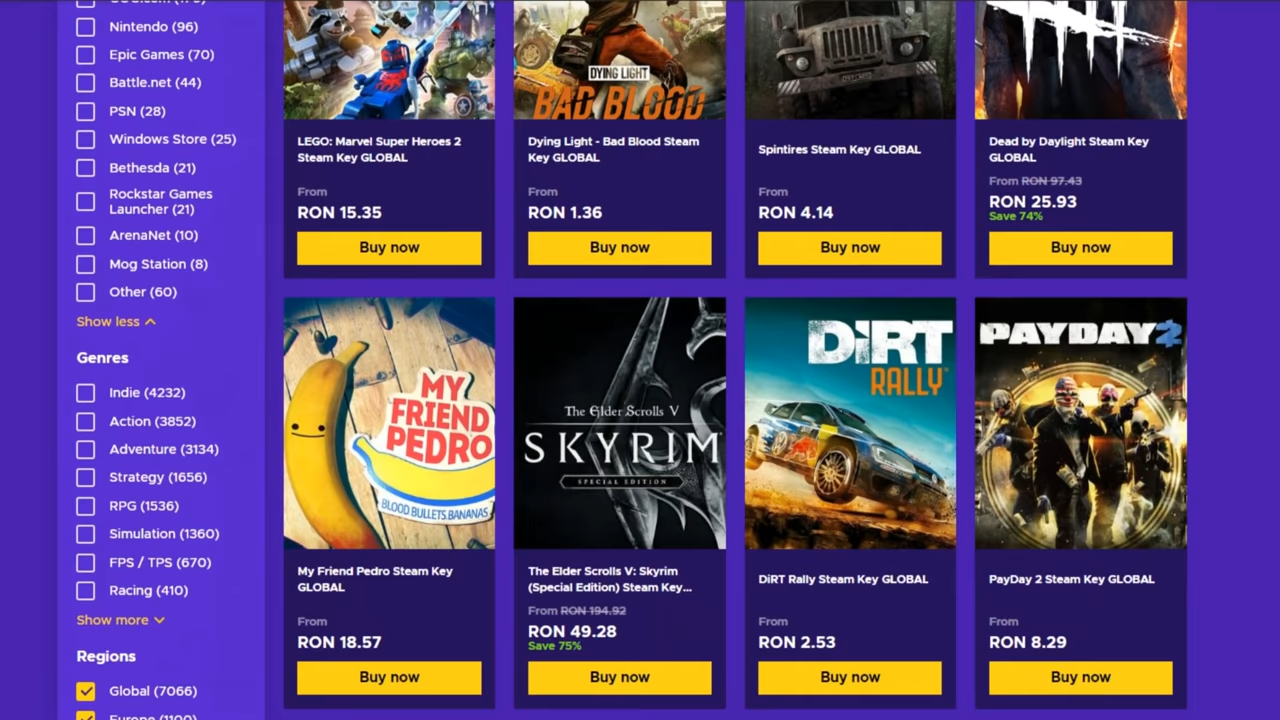 Nintendo (96)
Epic Games (70)
Battle.net (44)
PSN (28)
Windows Store (25)
Bethesda (21)
Rockstar Games
Launcher (21)
ArenaNet (10)
Mog Station (8)
Other (60)
Show less
Genres
Indie (4232)
Action (3852)
Adventure (3134)
Strategy (1656)
RPG (1536)
Simulation (1360)
FPS / TPS (670)
Racing (410)
Show more
Regions
Global (7066)
LEGO: Marvel Super Heroes 2
Steam Key GLOBAL
From
RON 15.35
Buy now
DYING LIGHT
BAD BLOOD
Dying Light - Bad Blood Steam
Key GLOBAL
From
RON 1.36
Buy now
Spintires Steam Key GLOBAL
From
RON 4.14
Buy now
Dead by Daylight Steam Key
GLOBAL
From RON 97.43
RON 25.93
Save 74%
Buy now
MY
FRIEND
PEDRO
BLOOD BULLETS BANANAS
My Friend Pedro Steam Key
GLOBAL
From
RON 18.57
Buy now
The Elder Scrolls V
SKYRIM
SPECIAL EDITION
The Elder Scrolls V: Skyrim
(Special Edition) Steam Key...
From RON 194.92
RON 49.28
Save 75%
Buy now
DiRT
RALLY
DiRT Rally Steam Key GLOBAL
From
RON 2.53
Buy now
PAYDAY 2
PayDay 2 Steam Key GLOBAL
From
RON 8.29
Buy now